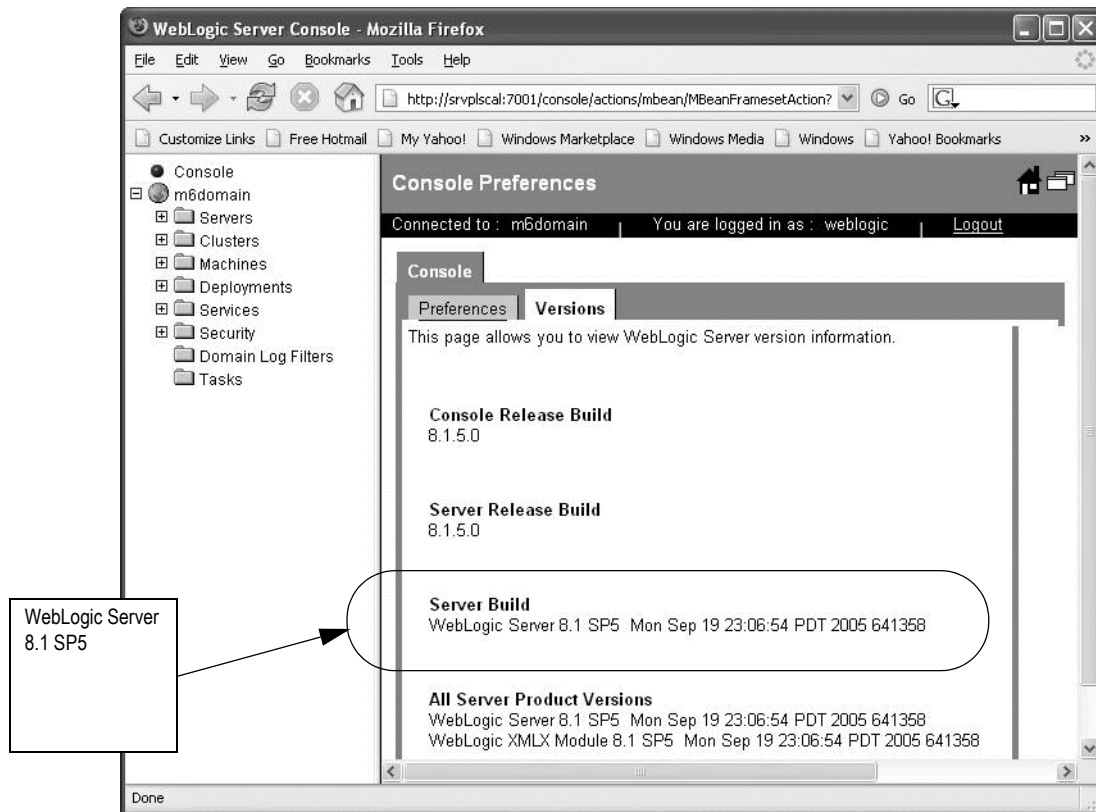 WebLogic Server Console - Mozilla Firefox
File Edit View Go Bookmarks Tools Help
http://srvplscal:7001/console/actions/mbean/MBeanFramesetAction? Go G
Customize Links Free Hotmail My Yahoo! Windows Marketplace Windows Media Windows Yahoo! Bookmarks »
Console
m6domain
Servers
Clusters
Machines
Deployments
Services
Security
Domain Log Filters
Tasks
Console Preferences
Connected to : m6domain You are logged in as : weblogic Logout
Console
Preferences Versions
This page allows you to view WebLogic Server version information.
Console Release Build
8.1.5.0
Server Release Build
8.1.5.0
Server Build
WebLogic Server 8.1 SP5 Mon Sep 19 23:06:54 PDT 2005 641358
All Server Product Versions
WebLogic Server 8.1 SP5 Mon Sep 19 23:06:54 PDT 2005 641358
WebLogic XMLX Module 8.1 SP5 Mon Sep 19 23:06:54 PDT 2005 641358
WebLogic Server
8.1 SP5
Done